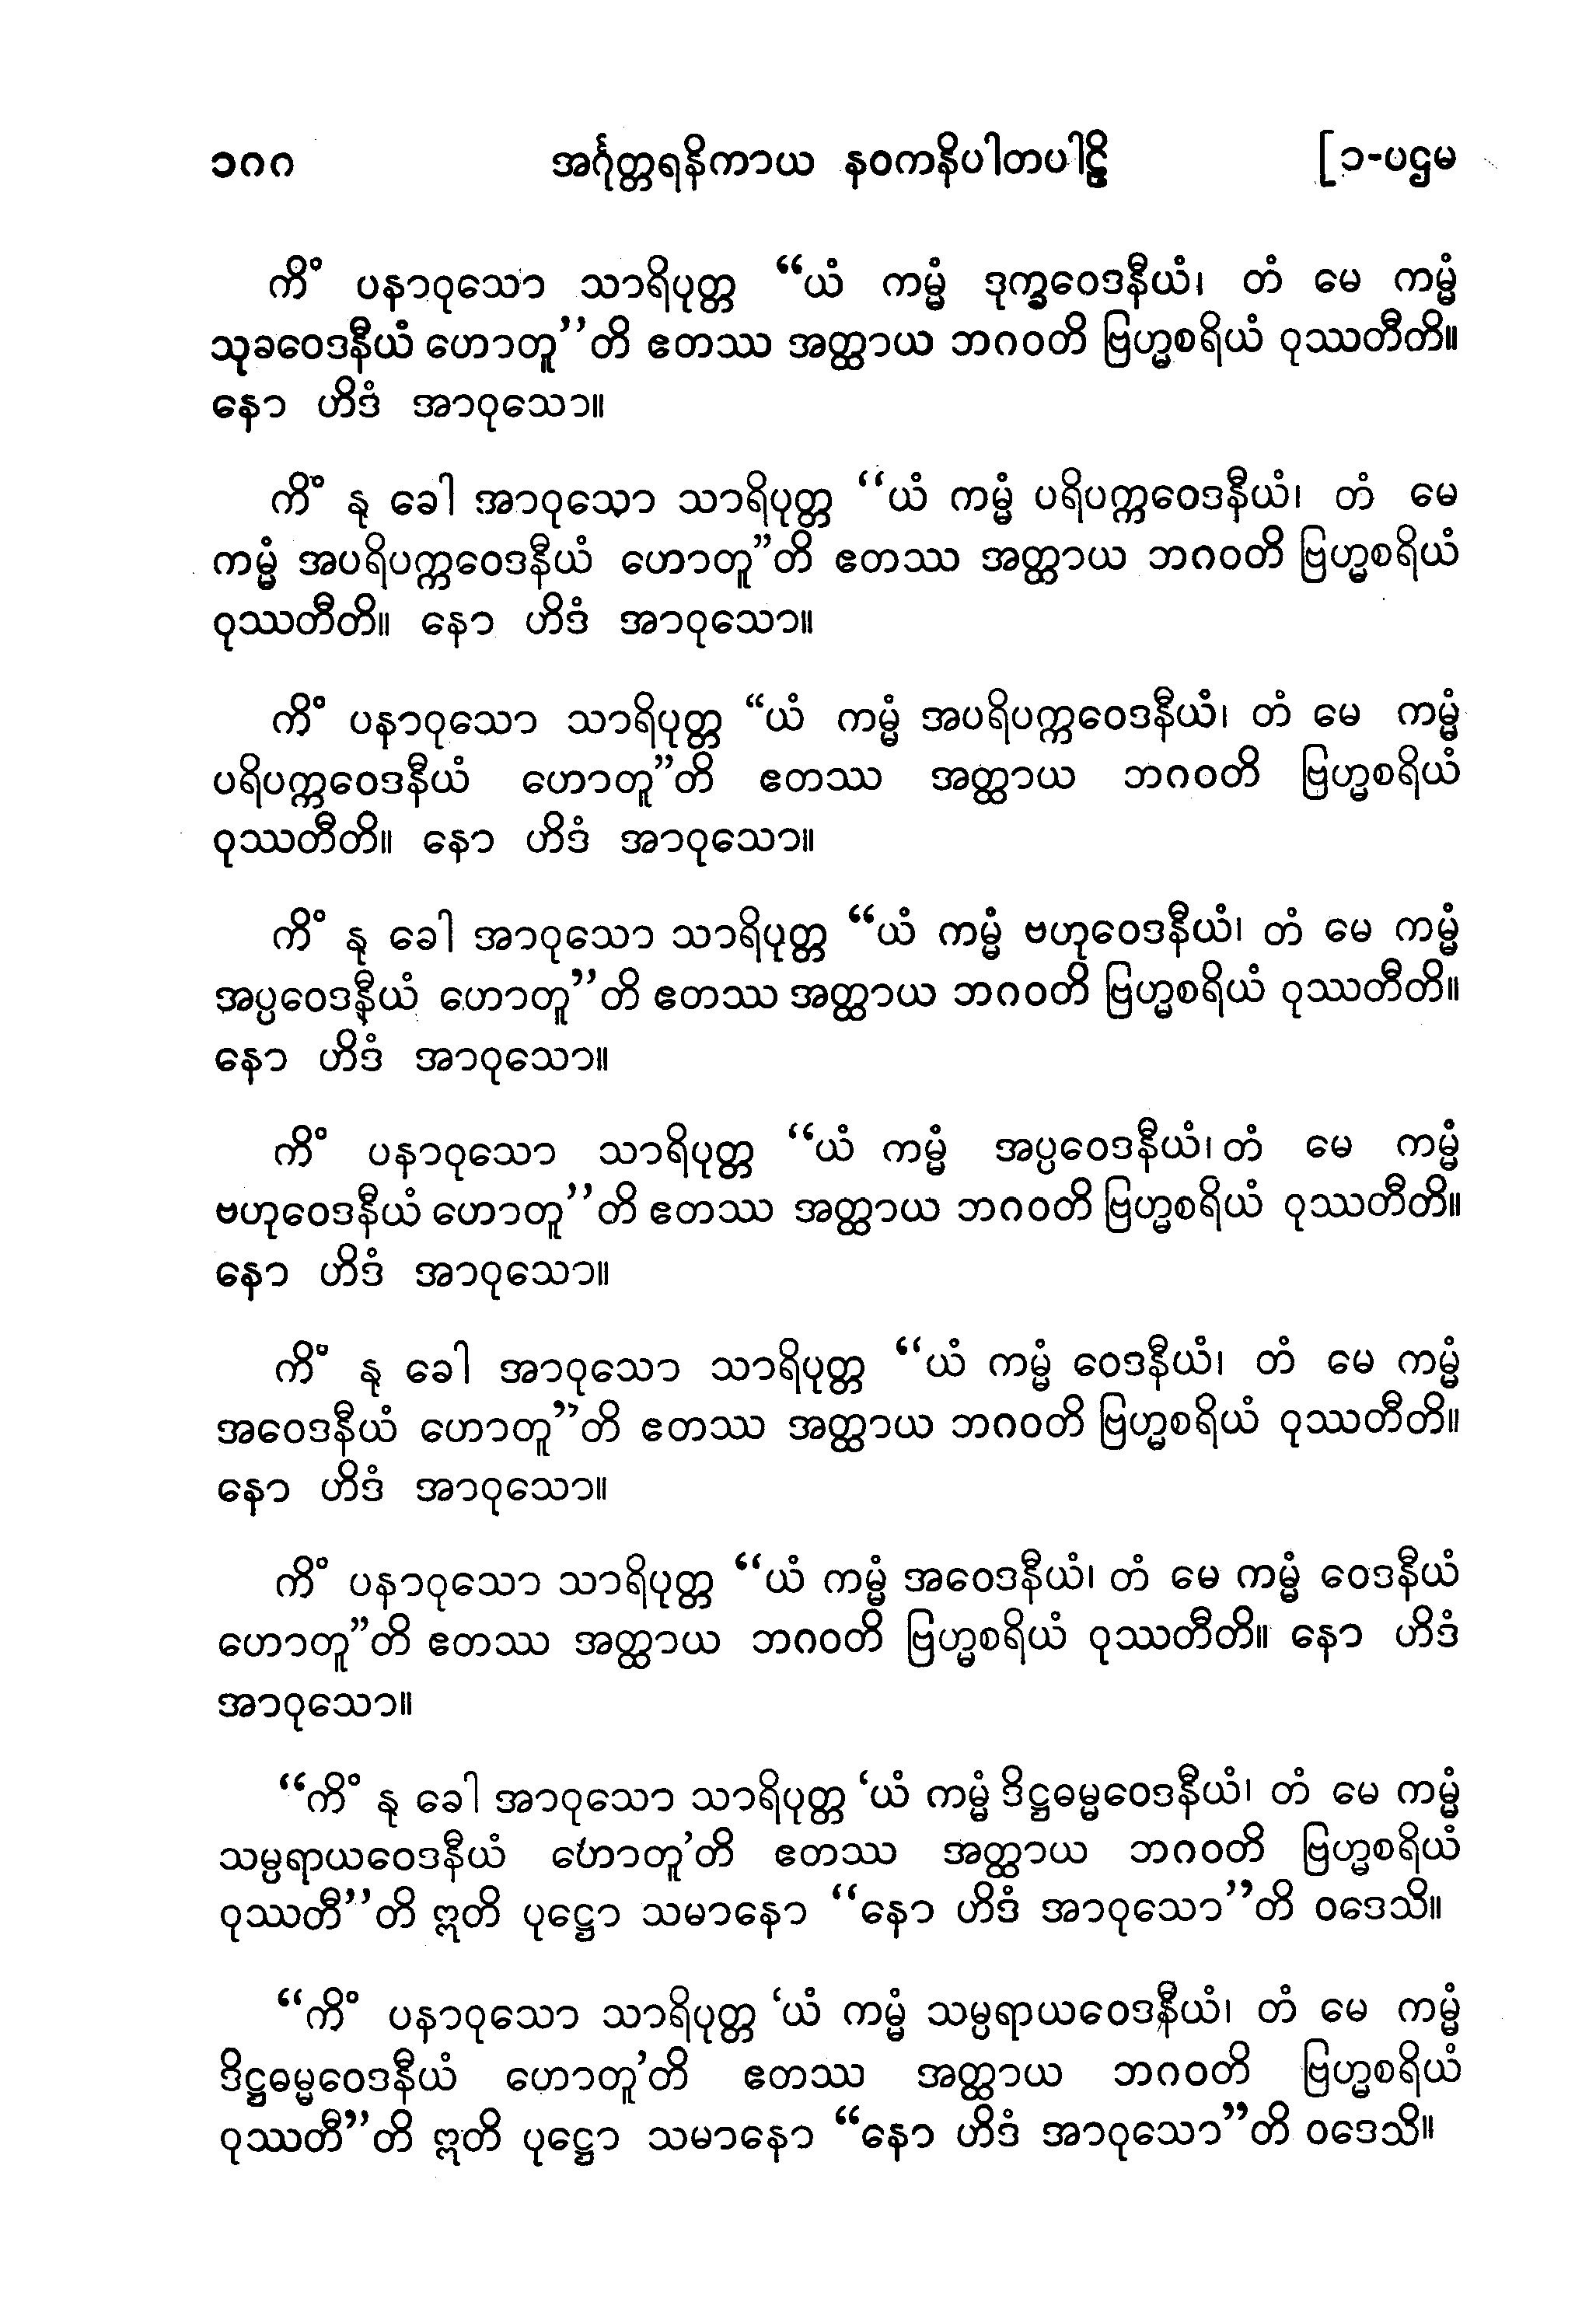 ၁၈၈ အင်္ဂုတ္တရနိကာယ နဝကနိပါတပါဠိ [၁-ပဌမ
ကိံ ပနာဝုသော သာရိပုတ္တ “ယံ ကမ္မံ ဒုက္ခဝေဒနီယံ၊ တံ မေ ကမ္မံ
သုခဝေဒနီယံ ဟောတူ”တိ ဧတဿ အတ္ထာယ ဘဂဝတိ ဗြဟ္မစရိယံ ဝုဿတီတိ။
နော ဟိဒံ အာဝုသော။
ကိံ နု ခေါ အာဝုသော သာရိပုတ္တ “ယံ ကမ္မံ ပရိပက္ကဝေဒနီယံ၊ တံ မေ
ကမ္မံ အပရိပက္ကဝေဒနီယံ ဟောတူ”တိ ဧတဿ အတ္ထာယ ဘဂဝတိ ဗြဟ္မစရိယံ
ဝုဿတီတိ။ နော ဟိဒံ အာဝုသော။
ကိံ ပနာဝုသော သာရိပုတ္တ “ယံ ကမ္မံ အပရိပက္ကဝေဒနီယံ၊ တံ မေ ကမ္မံ
ပရိပက္ကဝေဒနီယံ ဟောတူ”တိ ဧတဿ အတ္ထာယ ဘဂဝတိ ဗြဟ္မစရိယံ
ဝုဿတီတိ။ နော ဟိဒံ အာဝုသော။
ကိံ နု ခေါ အာဝုသော သာရိပုတ္တ “ယံ ကမ္မံ ဗဟုဝေဒနီယံ၊ တံ မေ ကမ္မံ
အပ္ပဝေဒနီယံ ဟောတူ”တိ ဧတဿ အတ္ထာယ ဘဂဝတိ ဗြဟ္မစရိယံ ဝုဿတီတိ။
နော ဟိဒံ အာဝုသော။
ကိံ ပနာဝုသော သာရိပုတ္တ “ယံ ကမ္မံ အပ္ပဝေဒနီယံ၊ တံ မေ ကမ္မံ
ဗဟုဝေဒနီယံ ဟောတူ”တိ ဧတဿ အတ္ထာယ ဘဂဝတိ ဗြဟ္မစရိယံ ဝုဿတီတိ။
နော ဟိဒံ အာဝုသော။
ကိံ နု ခေါ အာဝုသော သာရိပုတ္တ “ယံ ကမ္မံ ဝေဒနီယံ၊ တံ မေ ကမ္မံ
အဝေဒနီယံ ဟောတူ”တိ ဧတဿ အတ္ထာယ ဘဂဝတိ ဗြဟ္မစရိယံ ဝုဿတီတိ။
နော ဟိဒံ အာဝုသော။
ကိံ ပနာဝုသော သာရိပုတ္တ “ယံ ကမ္မံ အဝေဒနီယံ၊ တံ မေ ကမ္မံ ဝေဒနီယံ
ဟောတူ”တိ ဧတဿ အတ္ထာယ ဘဂဝတိ ဗြဟ္မစရိယံ ဝုဿတီတိ။ နော ဟိဒံ
အာဝုသော။
“ကိံ နု ခေါ အာဝုသော သာရိပုတ္တ ‘ယံ ကမ္မံ ဒိဋ္ဌဓမ္မဝေဒနီယံ၊ တံ မေ ကမ္မံ
သမ္ပရာယဝေဒနီယံ ဟောတူ’တိ ဧတဿ အတ္ထာယ ဘဂဝတိ ဗြဟ္မစရိယံ
ဝုဿတီ”တိ ဣတိ ပုဋ္ဌော သမာနော “နော ဟိဒံ အာဝုသော”တိ ဝဒေသိ။
“ကိံ ပနာဝုသော သာရိပုတ္တ ‘ယံ ကမ္မံ သမ္ပရာယဝေဒနီယံ၊ တံ မေ ကမ္မံ
ဒိဋ္ဌဓမ္မဝေဒနီယံ ဟောတူ’တိ ဧတဿ အတ္ထာယ ဘဂဝတိ ဗြဟ္မစရိယံ
ဝုဿတီ”တိ ဣတိ ပုဋ္ဌော သမာနော “နော ဟိဒံ အာဝုသော”တိ ဝဒေသိ။